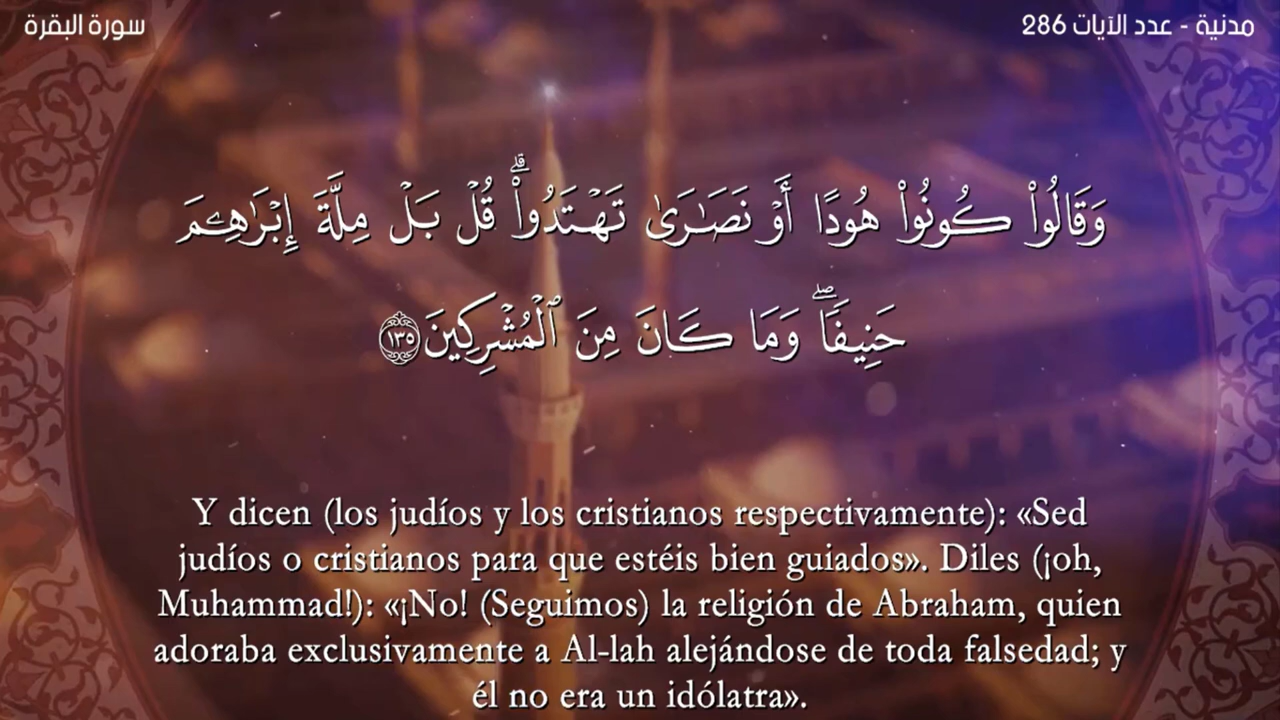 سورة البقرة
مدنية - عدد الآيات 286
وَقَالُوا۟ كُونُوا۟ هُودًا أَوْ نَصَـٰرَىٰ تَهْتَدُوا۟ ۗ قُلْ بَلْ مِلَّةَ إِبْرَٰهِـۧمَ
حَنِيفًا ۖ وَمَا كَانَ مِنَ ٱلْمُشْرِكِينَ ١٣٥
Y dicen (los judíos y los cristianos respectivamente): «Sed
judíos o cristianos para que estéis bien guiados». Diles (¡oh,
Muhammad!): «¡No! (Seguimos) la religión de Abraham, quien
adoraba exclusivamente a Al-lah alejándose de toda falsedad; y
él no era un idólatra».